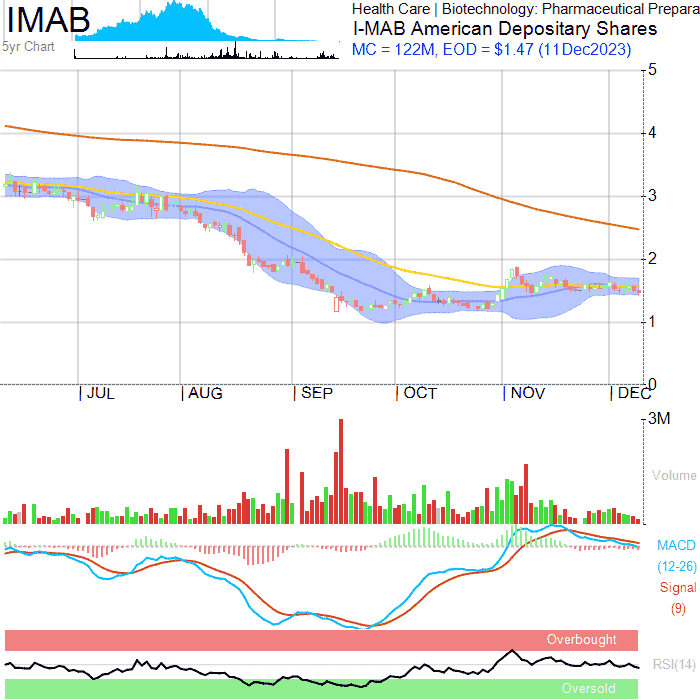 IMAB
5yr Chart
Health Care | Biotechnology: Pharmaceutical Prepara
I-MAB American Depositary Shares
MC = 122M, EOD = $1.47 (11Dec2023)
5
4
3
2
1
0
JUL AUG SEP OCT NOV DEC
3M
Volume
MACD
(12-26)
Signal
(9)
Overbought
RSI(14)
Oversold